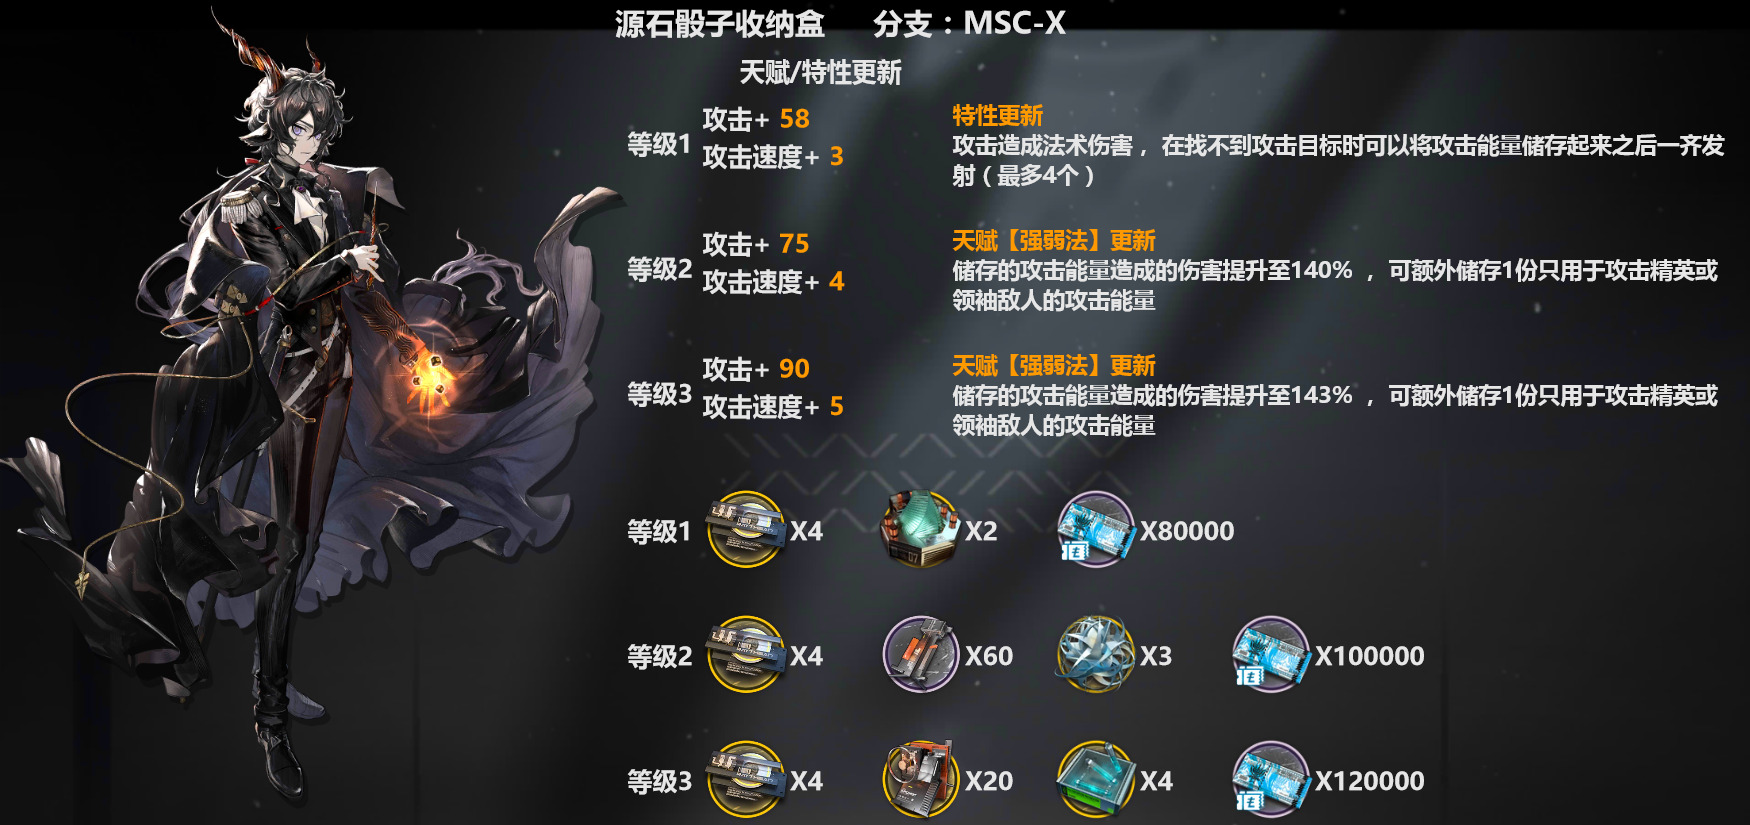 源石骰子收纳盒 分支：MSC-X
天赋/特性更新
等级1
攻击+ 58
攻击速度+ 3
特性更新
攻击造成法术伤害，在找不到攻击目标时可以将攻击能量储存起来之后一齐发
射（最多4个）
等级2
攻击+ 75
攻击速度+ 4
天赋【强弱法】更新
储存的攻击能量造成的伤害提升至140%，可额外储存1份只用于攻击精英或
领袖敌人的攻击能量
等级3
攻击+ 90
攻击速度+ 5
天赋【强弱法】更新
储存的攻击能量造成的伤害提升至143%，可额外储存1份只用于攻击精英或
领袖敌人的攻击能量
等级1 X4 X2 X80000
等级2 X4 X60 X3 X100000
等级3 X4 X20 X4 X120000